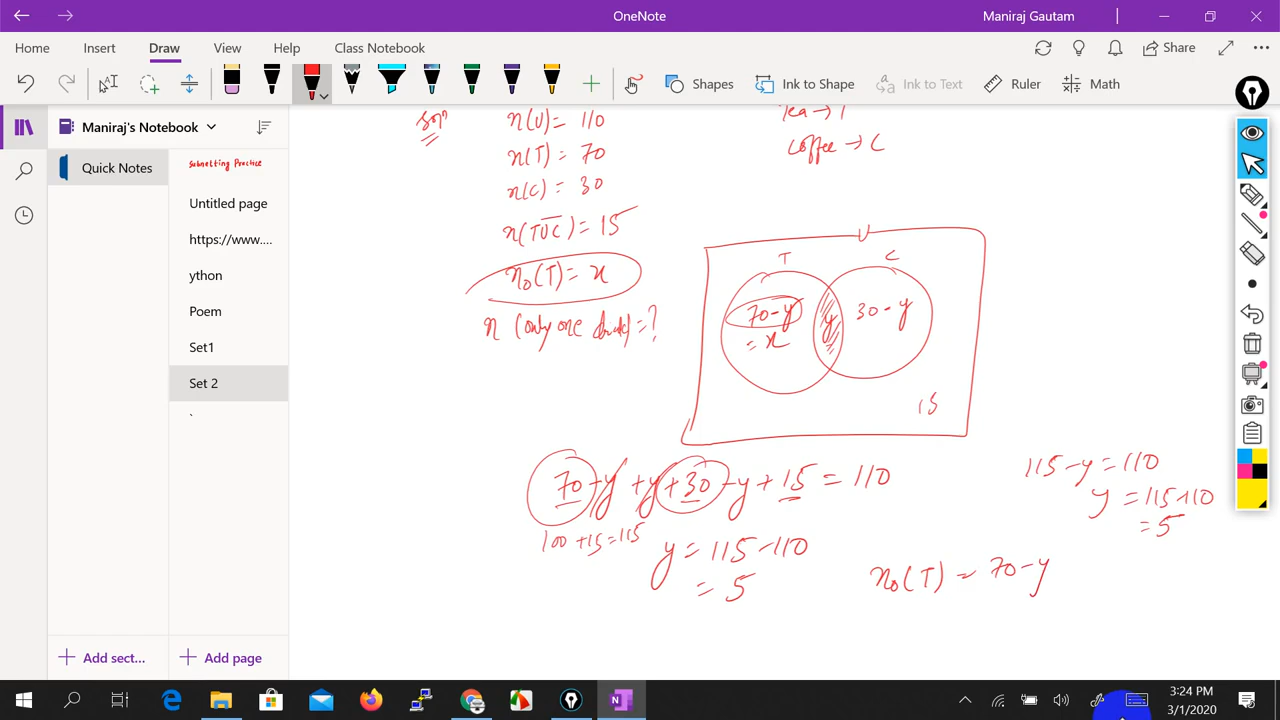 OneNote
Maniraj Gautam
Home Insert Draw View Help Class Notebook
Share
Shapes Ink to Shape Ink to Text Ruler Math
Maniraj's Notebook
Quick Notes
Subnetting Practice
Untitled page
https://www....
ython
Poem
Set1
Set 2
`
Add sect...
Add page
Soln
n(U) = 110
n(T) = 70
n(C) = 30
n(T̅U̅C̅) = 15
n₀(T) = x
n (only one drink) = ?
Tea → T
Coffee → C
U
T C
70-y y 30-y
= x
15
70-y+y+30-y+15 = 110
100+15=115
y = 115-110
= 5
115-y = 110
y = 115-110
= 5
n₀(T) = 70-y
3:24 PM
3/1/2020